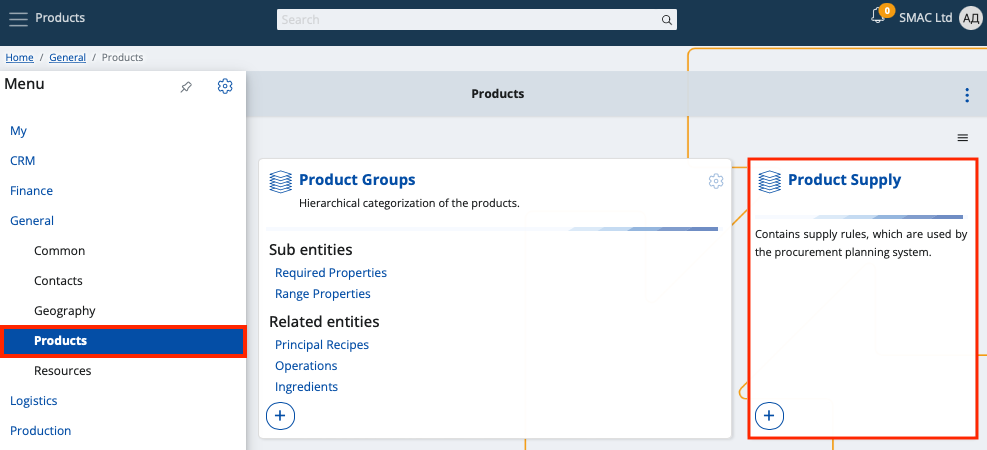 Products
Search
0
SMAC Ltd
АД
Home / General / Products
Menu
My
CRM
Finance
General
Common
Contacts
Geography
Products
Resources
Logistics
Production
Products
Product Groups
Hierarchical categorization of the products.
Sub entities
Required Properties
Range Properties
Related entities
Principal Recipes
Operations
Ingredients
Product Supply
Contains supply rules, which are used by
the procurement planning system.